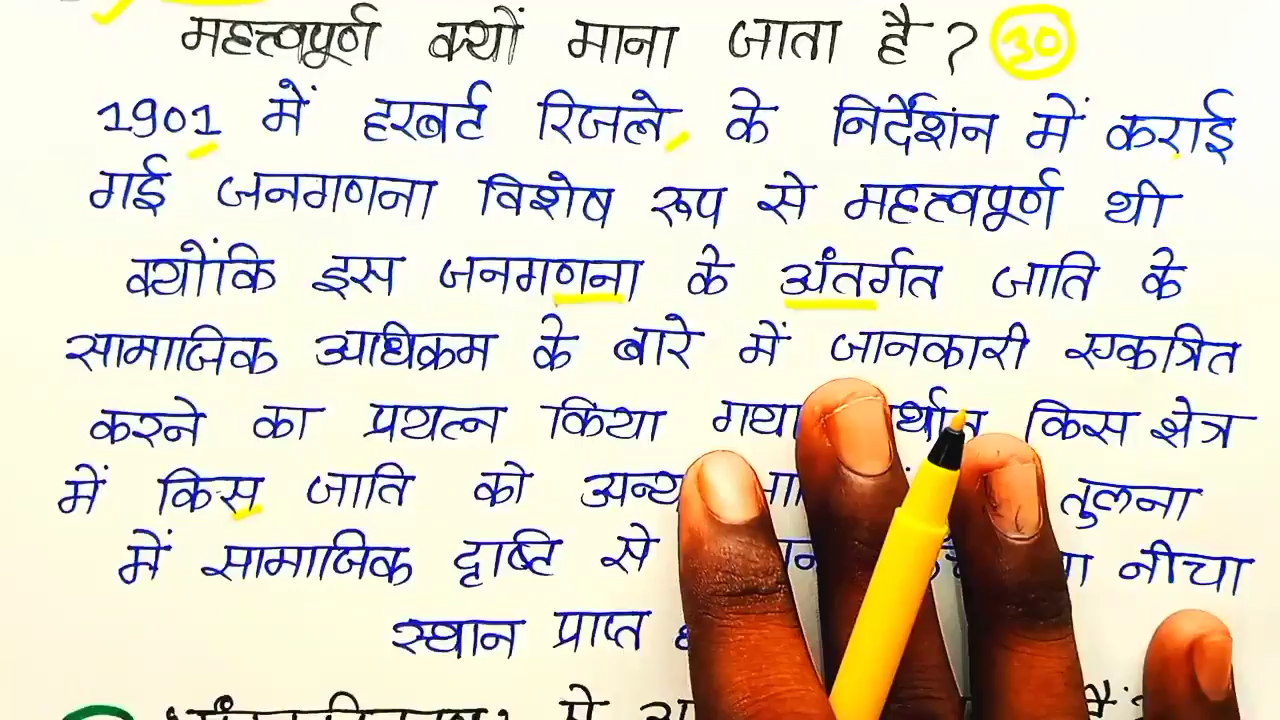 महत्त्वपूर्ण क्यों माना जाता है? 30
1901 में हरबर्ट रिजले के निर्देशन में कराई
गई जनगणना विशेष रूप से महत्त्वपूर्ण थी
क्योंकि इस जनगणना के अंतर्गत जाति के
सामाजिक अधिक्रम के बारे में जानकारी एकत्रित
करने का प्रयत्न किया गया किस क्षेत्र
में किस जाति को अन्य तुलना
में सामाजिक दृष्टि से नीचा
स्थान प्राप्त